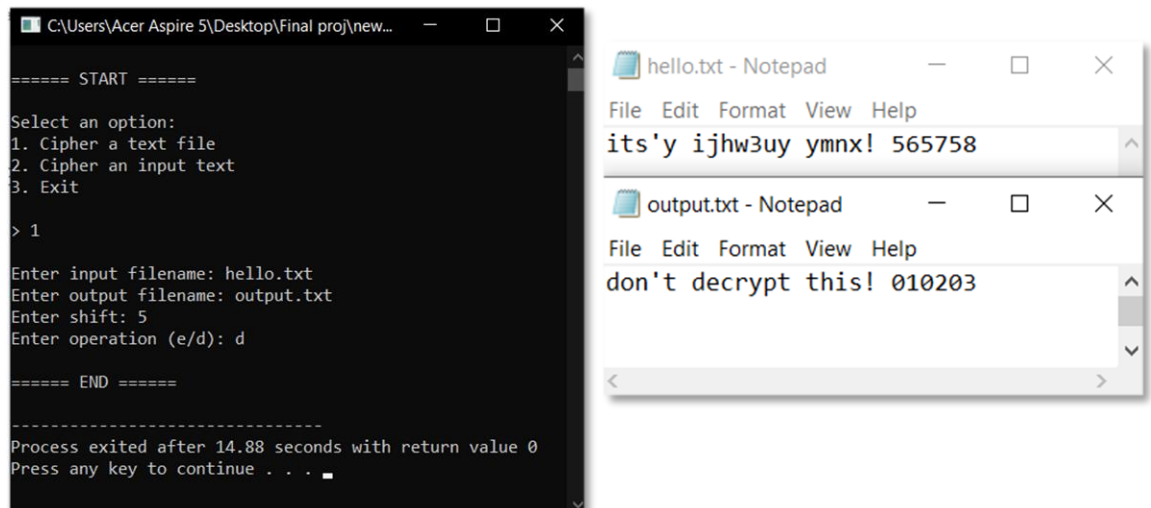 C:\Users\Acer Aspire 5\Desktop\Final proj\new...
====== START ======
Select an option:
1. Cipher a text file
2. Cipher an input text
3. Exit
> 1
Enter input filename: hello.txt
Enter output filename: output.txt
Enter shift: 5
Enter operation (e/d): d
====== END ======
--------------------------------
Process exited after 14.88 seconds with return value 0
Press any key to continue . . .
hello.txt - Notepad
File Edit Format View Help
its'y ijhw3uy ymnx! 565758
output.txt - Notepad
File Edit Format View Help
don't decrypt this! 010203